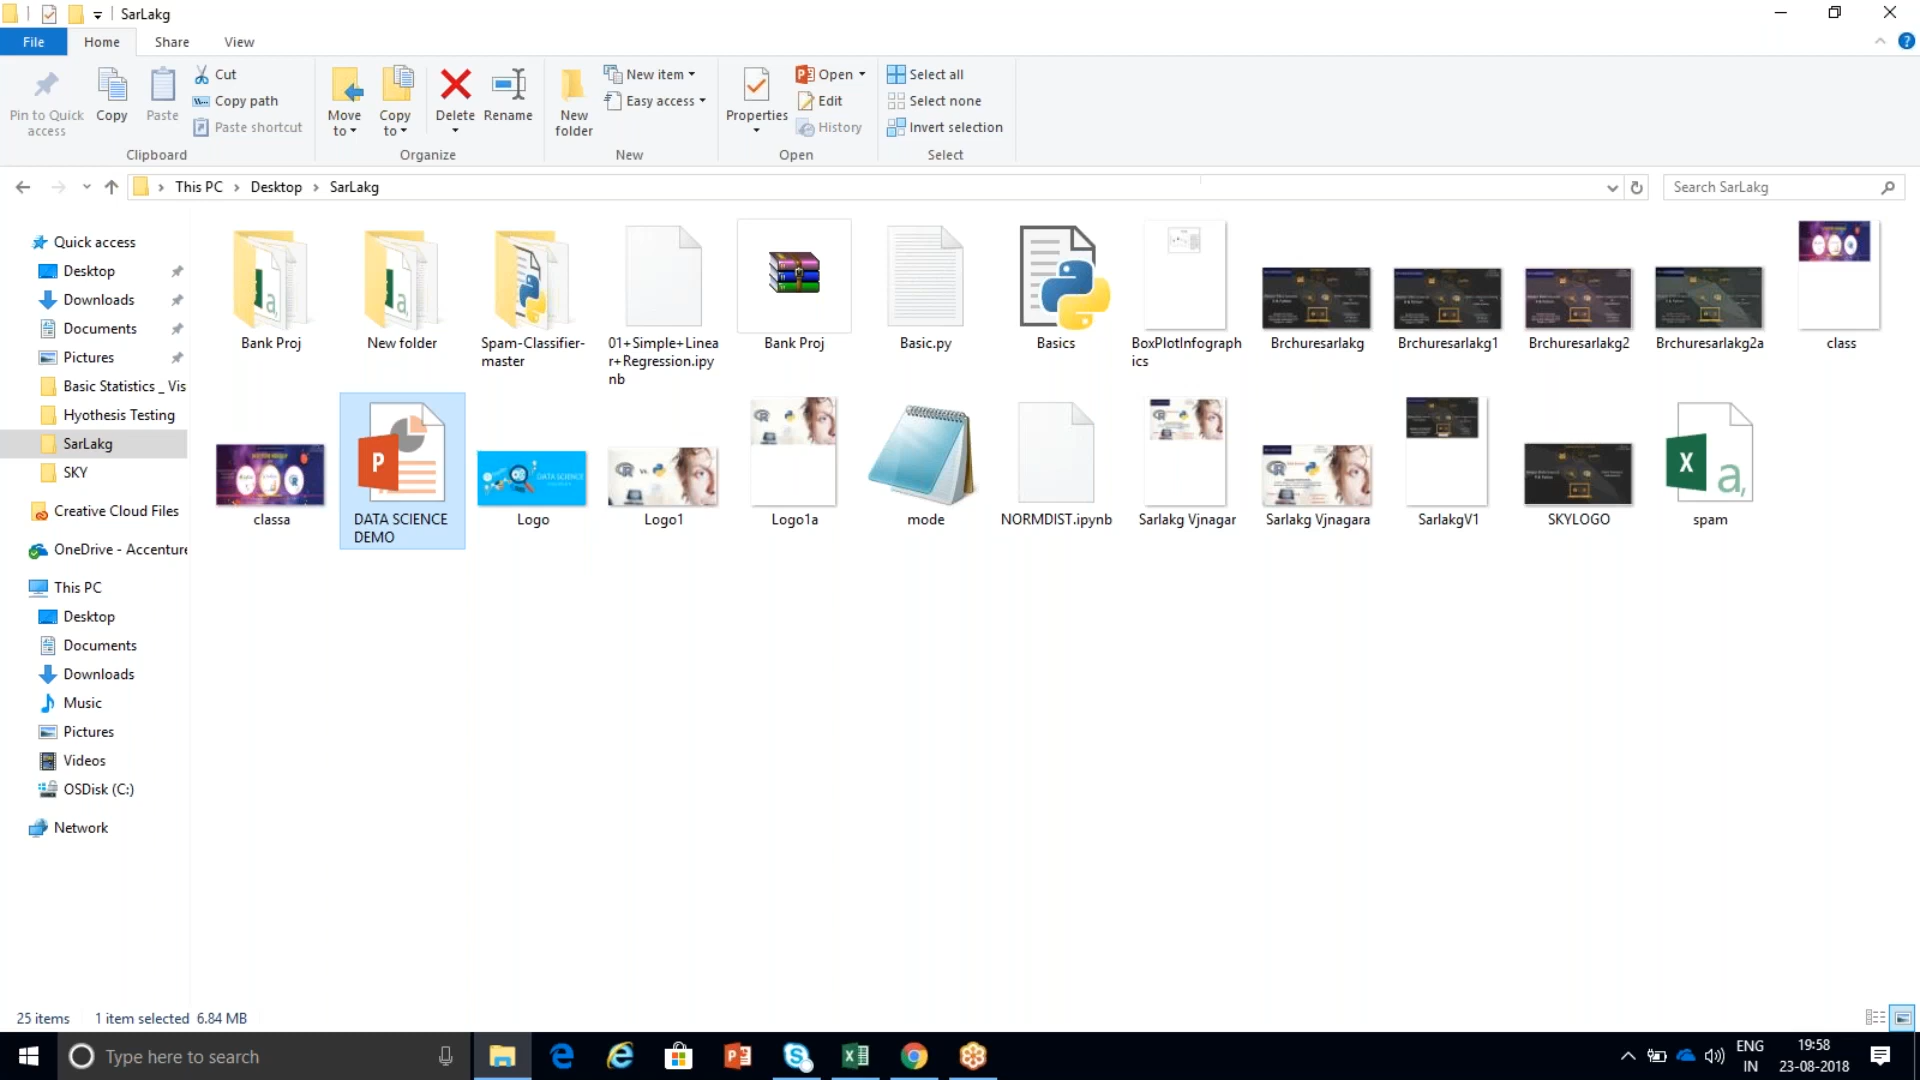 SarLakg
File
Home
Share
View
Pin to Quick access
Copy
Paste
Cut
Copy path
Paste shortcut
Clipboard
Move to
Copy to
Delete
Rename
Organize
New folder
New item
Easy access
New
Properties
Open
Edit
History
Open
Select all
Select none
Invert selection
Select
This PC
Desktop
SarLakg
Search SarLakg
Quick access
Desktop
Downloads
Documents
Pictures
Basic Statistics _ Vis
Hyothesis Testing
SarLakg
SKY
Creative Cloud Files
OneDrive - Accenture
This PC
Desktop
Documents
Downloads
Music
Pictures
Videos
OSDisk (C:)
Network
Bank Proj
New folder
Spam-Classifier-
master
01+Simple+Linea
r+Regression.ipy
nb
Bank Proj
Basic.py
Basics
BoxPlotInfograph
ics
Brchuresarlakg
Brchuresarlakg1
Brchuresarlakg2
Brchuresarlakg2a
class
classa
DATA SCIENCE
DEMO
Logo
Logo1
Logo1a
mode
NORMDIST.ipynb
Sarlakg Vjnagar
Sarlakg Vjnagara
SarlakgV1
SKYLOGO
spam
DATA SCIENCE
25 items
1 item selected 6.84 MB
Type here to search
ENG
IN
19:58
23-08-2018